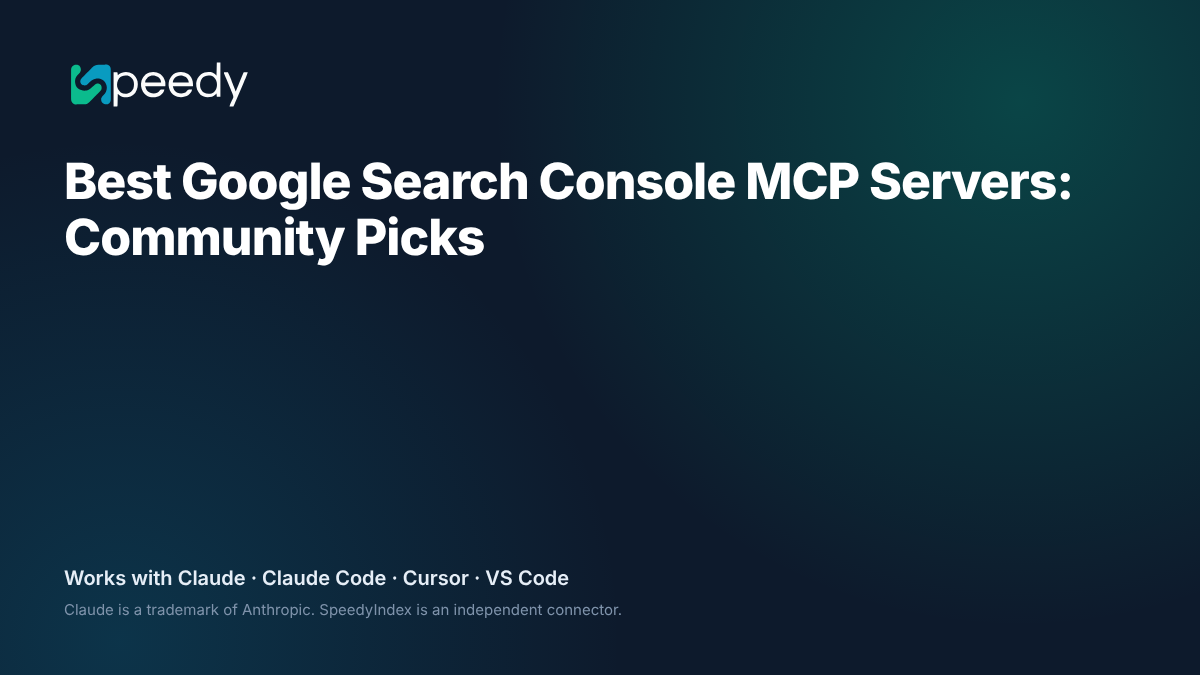 Speedy
Best Google Search Console MCP Servers:
Community Picks
Works with Claude · Claude Code · Cursor · VS Code
Claude is a trademark of Anthropic. SpeedyIndex is an independent connector.